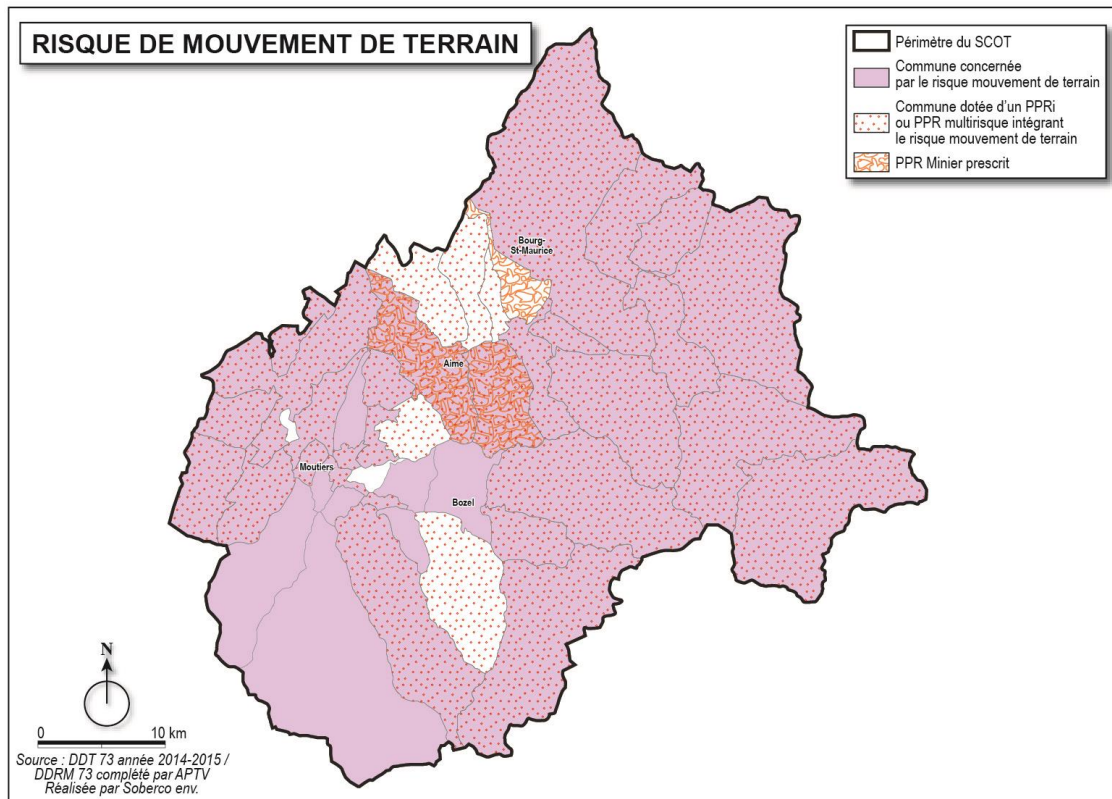 RISQUE DE MOUVEMENT DE TERRAIN
Périmètre du SCOT
Commune concernée
par le risque mouvement de terrain
Commune dotée d'un PPRi
ou PPR multirisque intégrant
le risque mouvement de terrain
PPR Minier prescrit
Bourg-
St-Maurice
Aime
Moutiers
Bozel
N
0 10 km
Source : DDT 73 année 2014-2015 /
DDRM 73 complété par APTV
Réalisée par Soberco env.